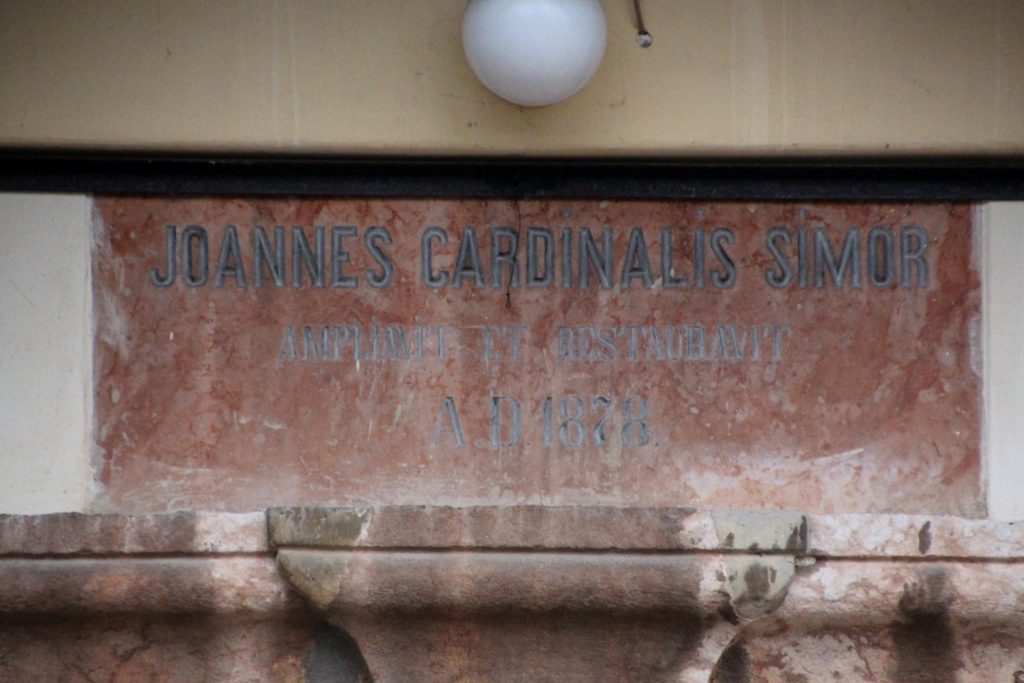 JOANNES CARDINALIS SIMOR
AMPLIAVIT ET RESTAURAVIT
A. D. 1878.